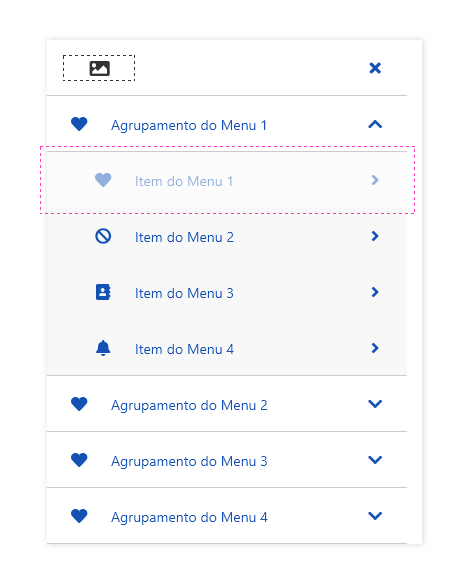 Agrupamento do Menu 1
Item do Menu 1
Item do Menu 2
Item do Menu 3
Item do Menu 4
Agrupamento do Menu 2
Agrupamento do Menu 3
Agrupamento do Menu 4